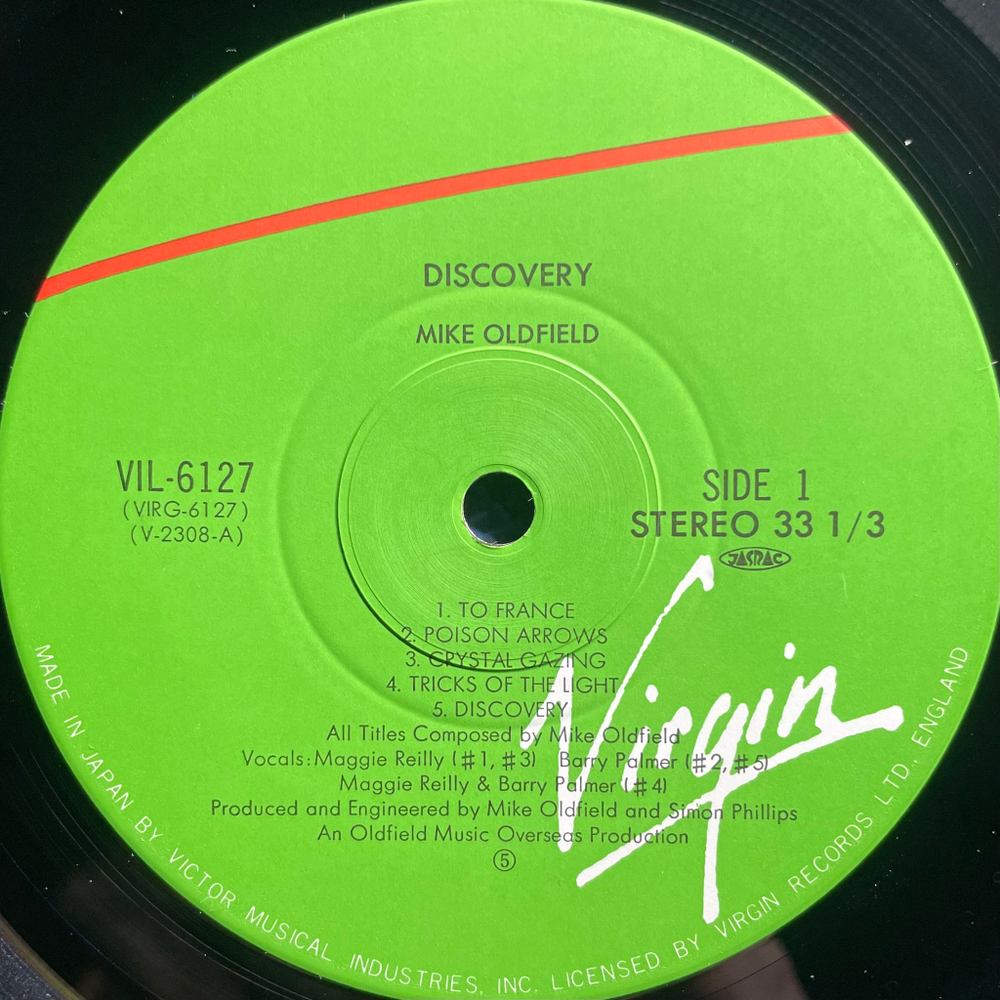 DISCOVERY
MIKE OLDFIELD
VIL-6127
(VIRG-6127)
(V-2308-A)
SIDE 1
STEREO 33 1/3
JASRAC
1. TO FRANCE
2. POISON ARROWS
3. CRYSTAL GAZING
4. TRICKS OF THE LIGHT
5. DISCOVERY
All Titles Composed by Mike Oldfield
Vocals:Maggie Reilly (#1, #3) Barry Palmer (#2, #5)
Maggie Reilly & Barry Palmer (#4)
Produced and Engineered by Mike Oldfield and Simon Phillips
An Oldfield Music Overseas Production
⑤
Virgin
MADE IN JAPAN BY VICTOR MUSICAL INDUSTRIES, INC. LICENSED BY VIRGIN RECORDS LTD., ENGLAND